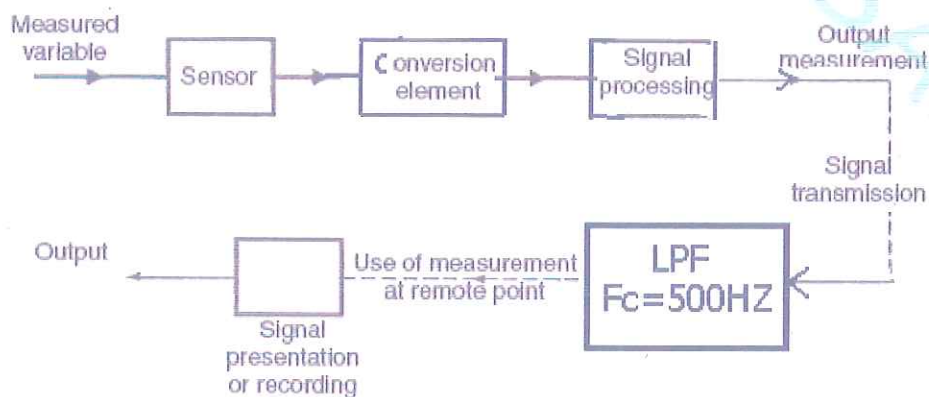 Measured
variable
Sensor
Conversion
element
Signal
processing
Output
measurement
Signal
transmission
LPF
Fc=500HZ
Use of measurement
at remote point
Output
Signal
presentation
or recording